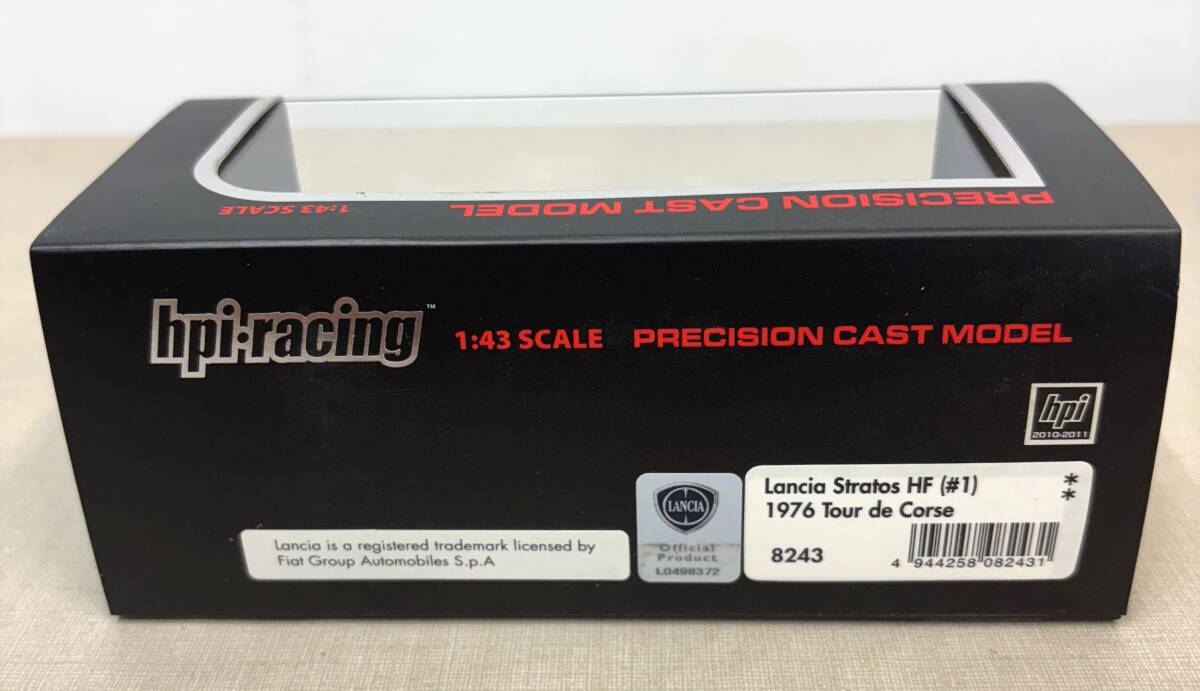 PRECISION CAST MODEL
1:43 SCALE
hpi·racing™
1:43 SCALE PRECISION CAST MODEL
hpi
2010-2011
Lancia Stratos HF (#1) **
1976 Tour de Corse
8243
4 944258 082431
LANCIA
Official
Product
L0498372
Lancia is a registered trademark licensed by
Fiat Group Automobiles S.p.A